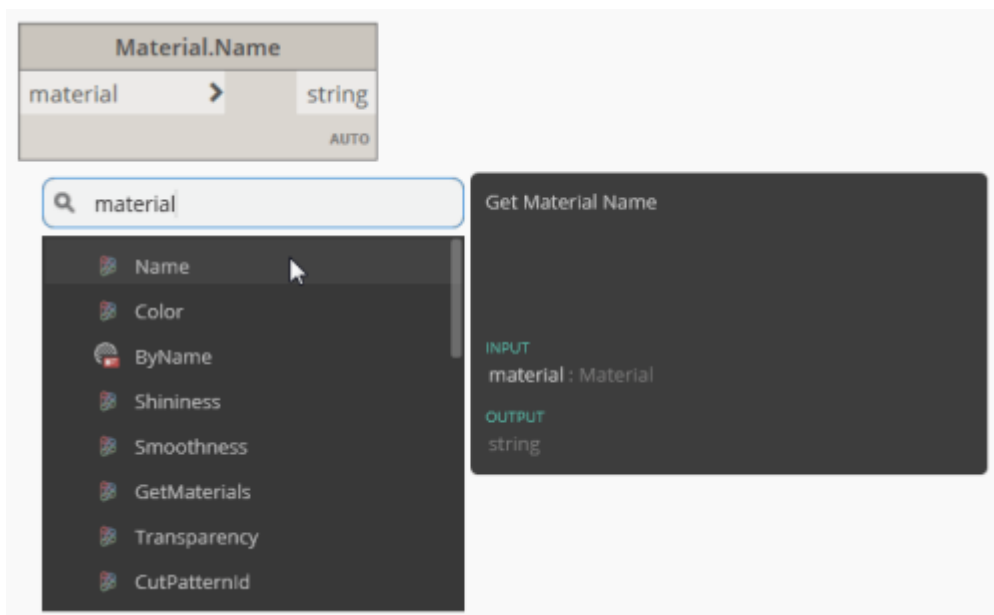 Material.Name
material > string
AUTO
material
Name
Color
ByName
Shininess
Smoothness
GetMaterials
Transparency
CutPatternId
Get Material Name
INPUT
material : Material
OUTPUT
string